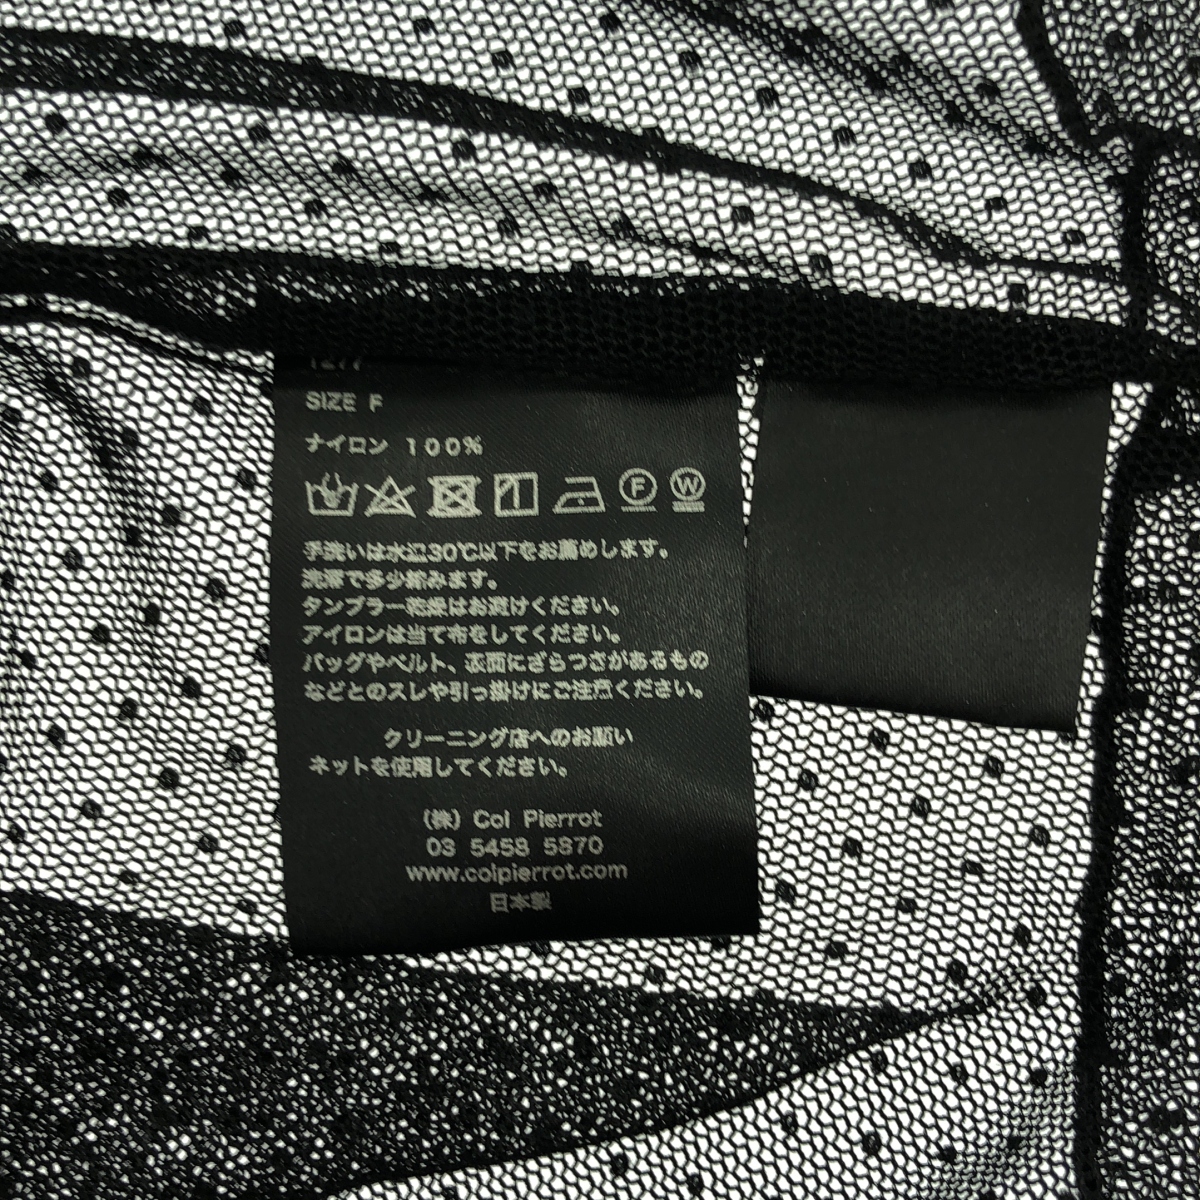 SIZE F
ナイロン 100%
F W
手洗いは水温30℃以下をお薦めします。
洗濯で多少縮みます。
タンブラー乾燥はお避けください。
アイロンは当て布をしてください。
バッグやベルト、表面にざらつきがあるもの
などとのスレや引っ掛けにご注意ください。
クリーニング店へのお願い
ネットを使用してください。
(株) Col Pierrot
03 5458 5870
www.colpierrot.com
日本製